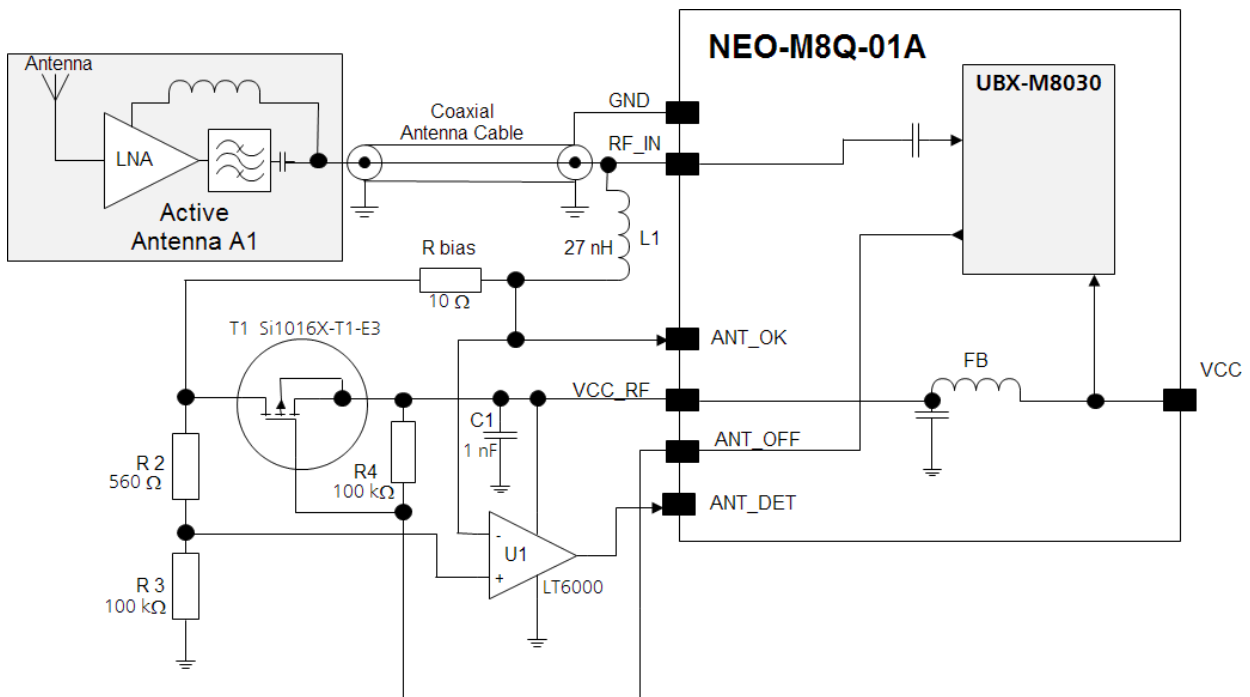 NEO-M8Q-01A
Antenna
UBX-M8030
GND
Coaxial
Antenna Cable
RF_IN
LNA
Active
Antenna A1
L1
27 nH
R bias
10 Ω
T1 Si1016X-T1-E3
ANT_OK
FB
VCC
VCC_RF
C1
1 nF
ANT_OFF
R 2
560 Ω
R4
100 kΩ
ANT_DET
-
U1
+
LT6000
R 3
100 kΩ